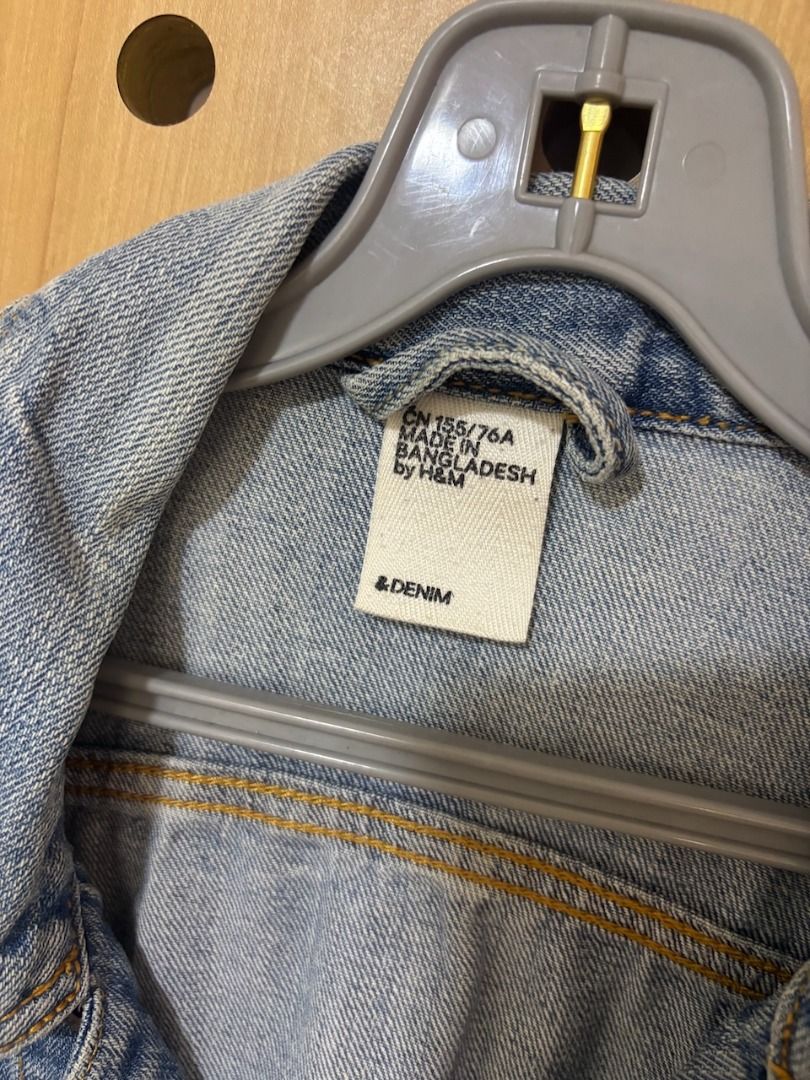 CN 155/76A
MADE IN
BANGLADESH
by H&M
&DENIM